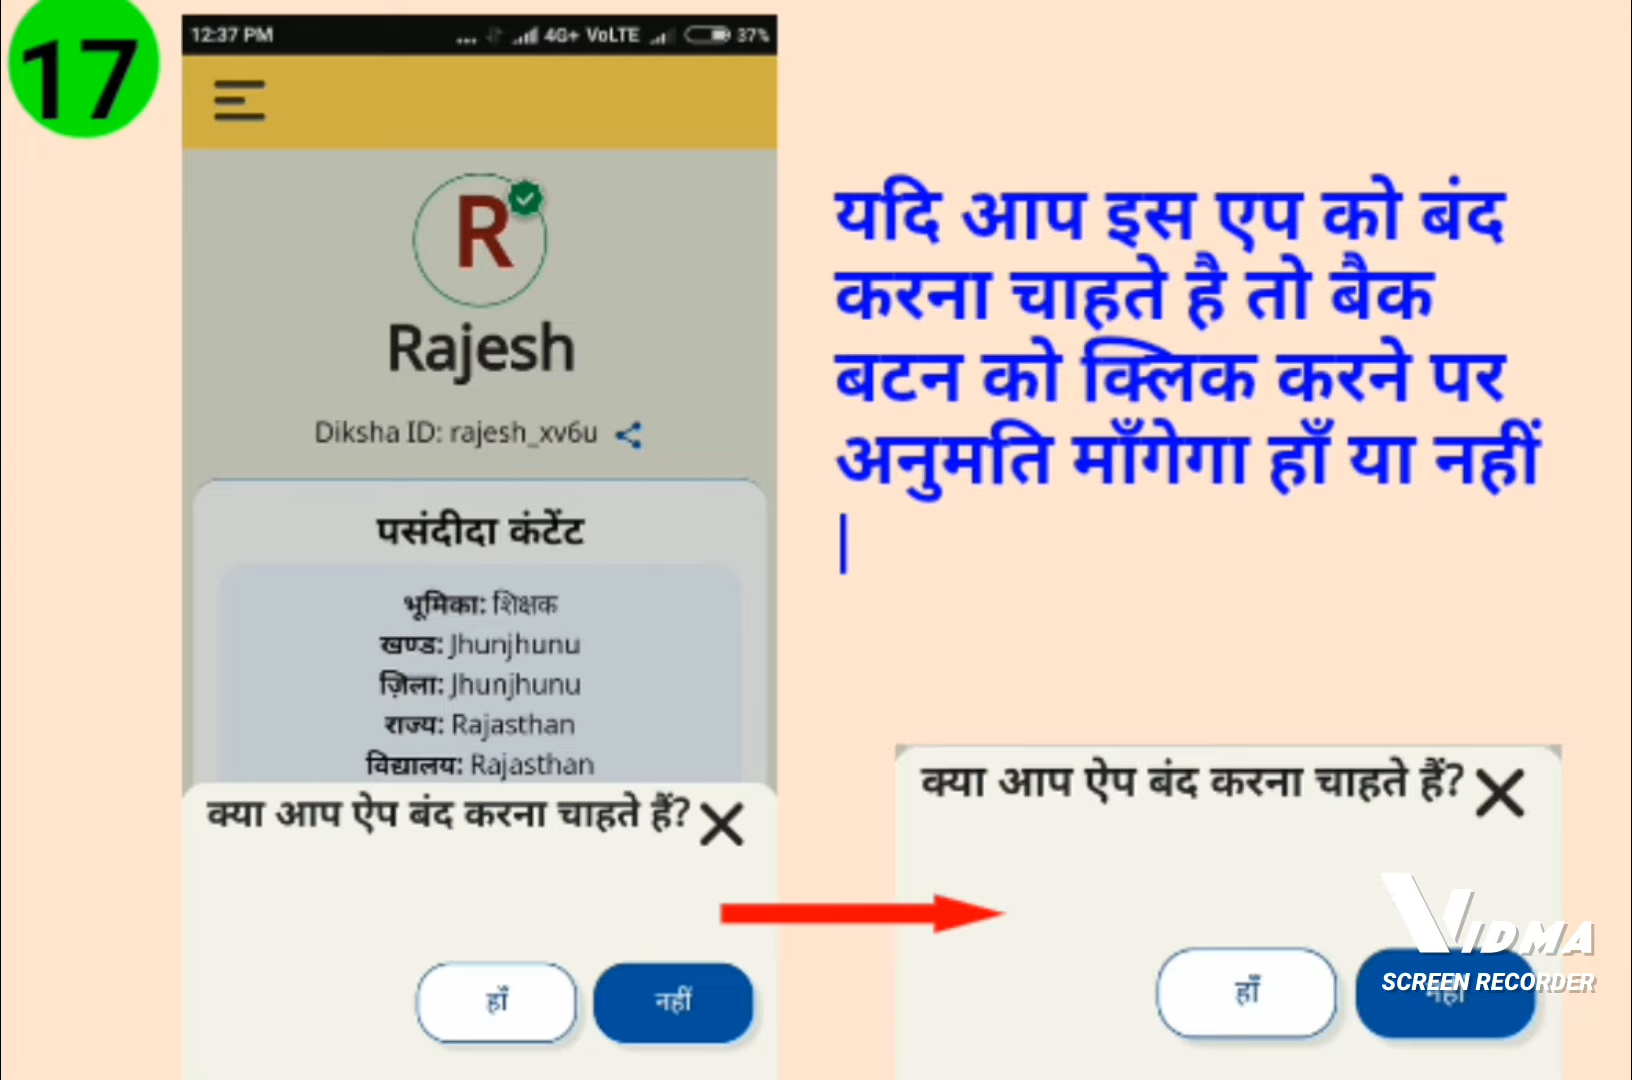 17
12:37 PM
... 4G+ VoLTE 37%
R
Rajesh
Diksha ID: rajesh_xv6u
पसंदीदा कंटेंट
भूमिका: शिक्षक
खण्ड: Jhunjhunu
ज़िला: Jhunjhunu
राज्य: Rajasthan
विद्यालय: Rajasthan
क्या आप ऐप बंद करना चाहते हैं?
हाँ
नहीं
यदि आप इस एप को बंद
करना चाहते है तो बैक
बटन को क्लिक करने पर
अनुमति माँगेगा हाँ या नहीं
|
क्या आप ऐप बंद करना चाहते हैं?
हाँ
नहीं
VIDMA
SCREEN RECORDER